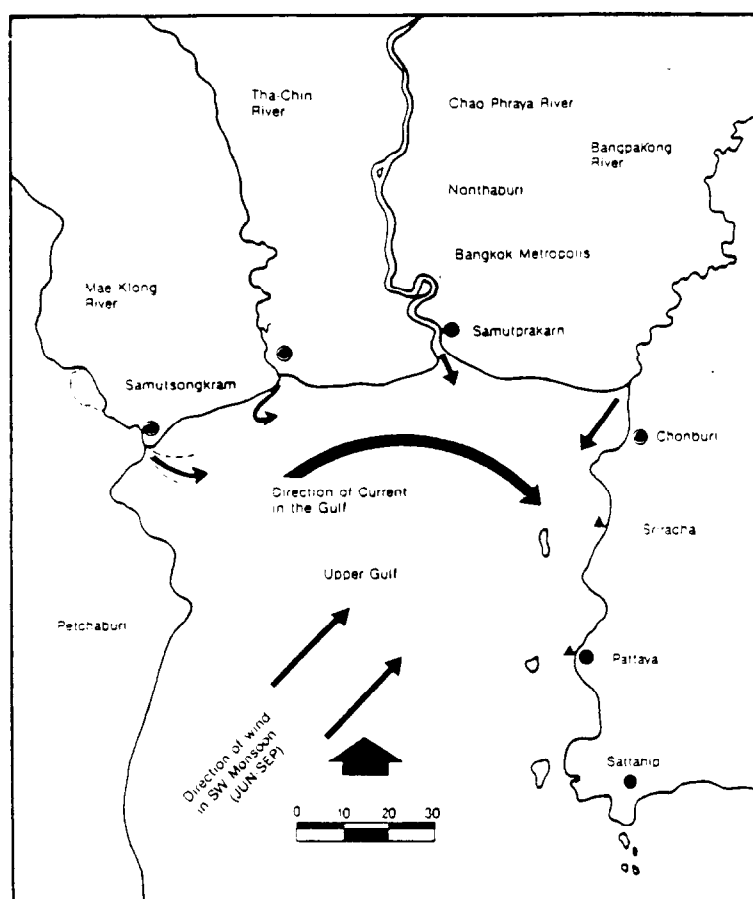 Tha-Chin
River
Chao Phraya River
Bangpakong
River
Nonthaburi
Bangkok Metropolis
Mae Klong
River
Samutprakarn
Samutsongkram
Chonburi
Direction of Current
in the Gulf
Sriracha
Upper Gulf
Petchaburi
Pattaya
Direction of wind
in SW Monsoon
(JUN-SEP)
Sattahip
0 10 20 30